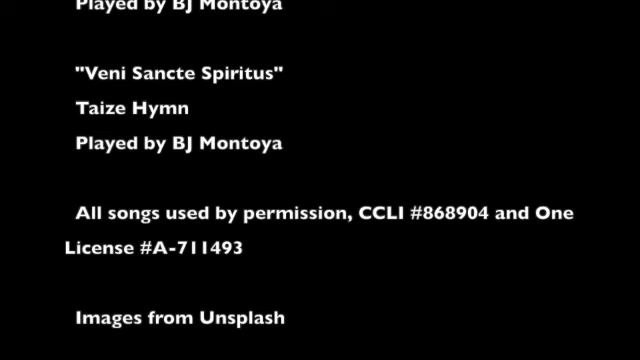 Played by BJ Montoya
"Veni Sancte Spiritus"
Taize Hymn
Played by BJ Montoya
All songs used by permission, CCLI #868904 and One
License #A-711493
Images from Unsplash